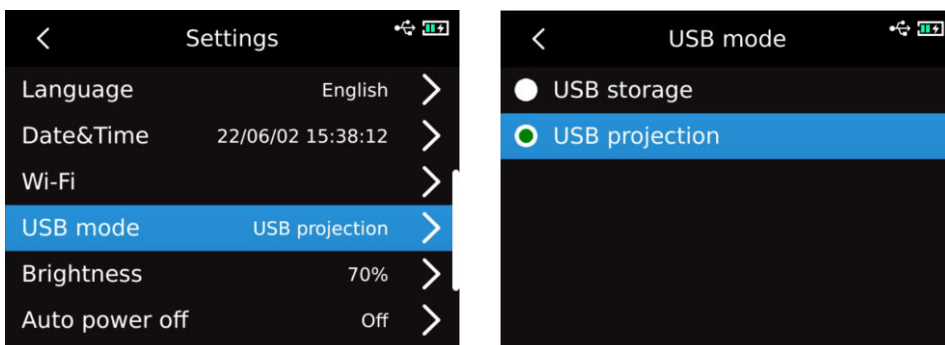 Settings
Language English
Date&Time 22/06/02 15:38:12
Wi-Fi
USB mode USB projection
Brightness 70%
Auto power off Off
USB mode
USB storage
USB projection